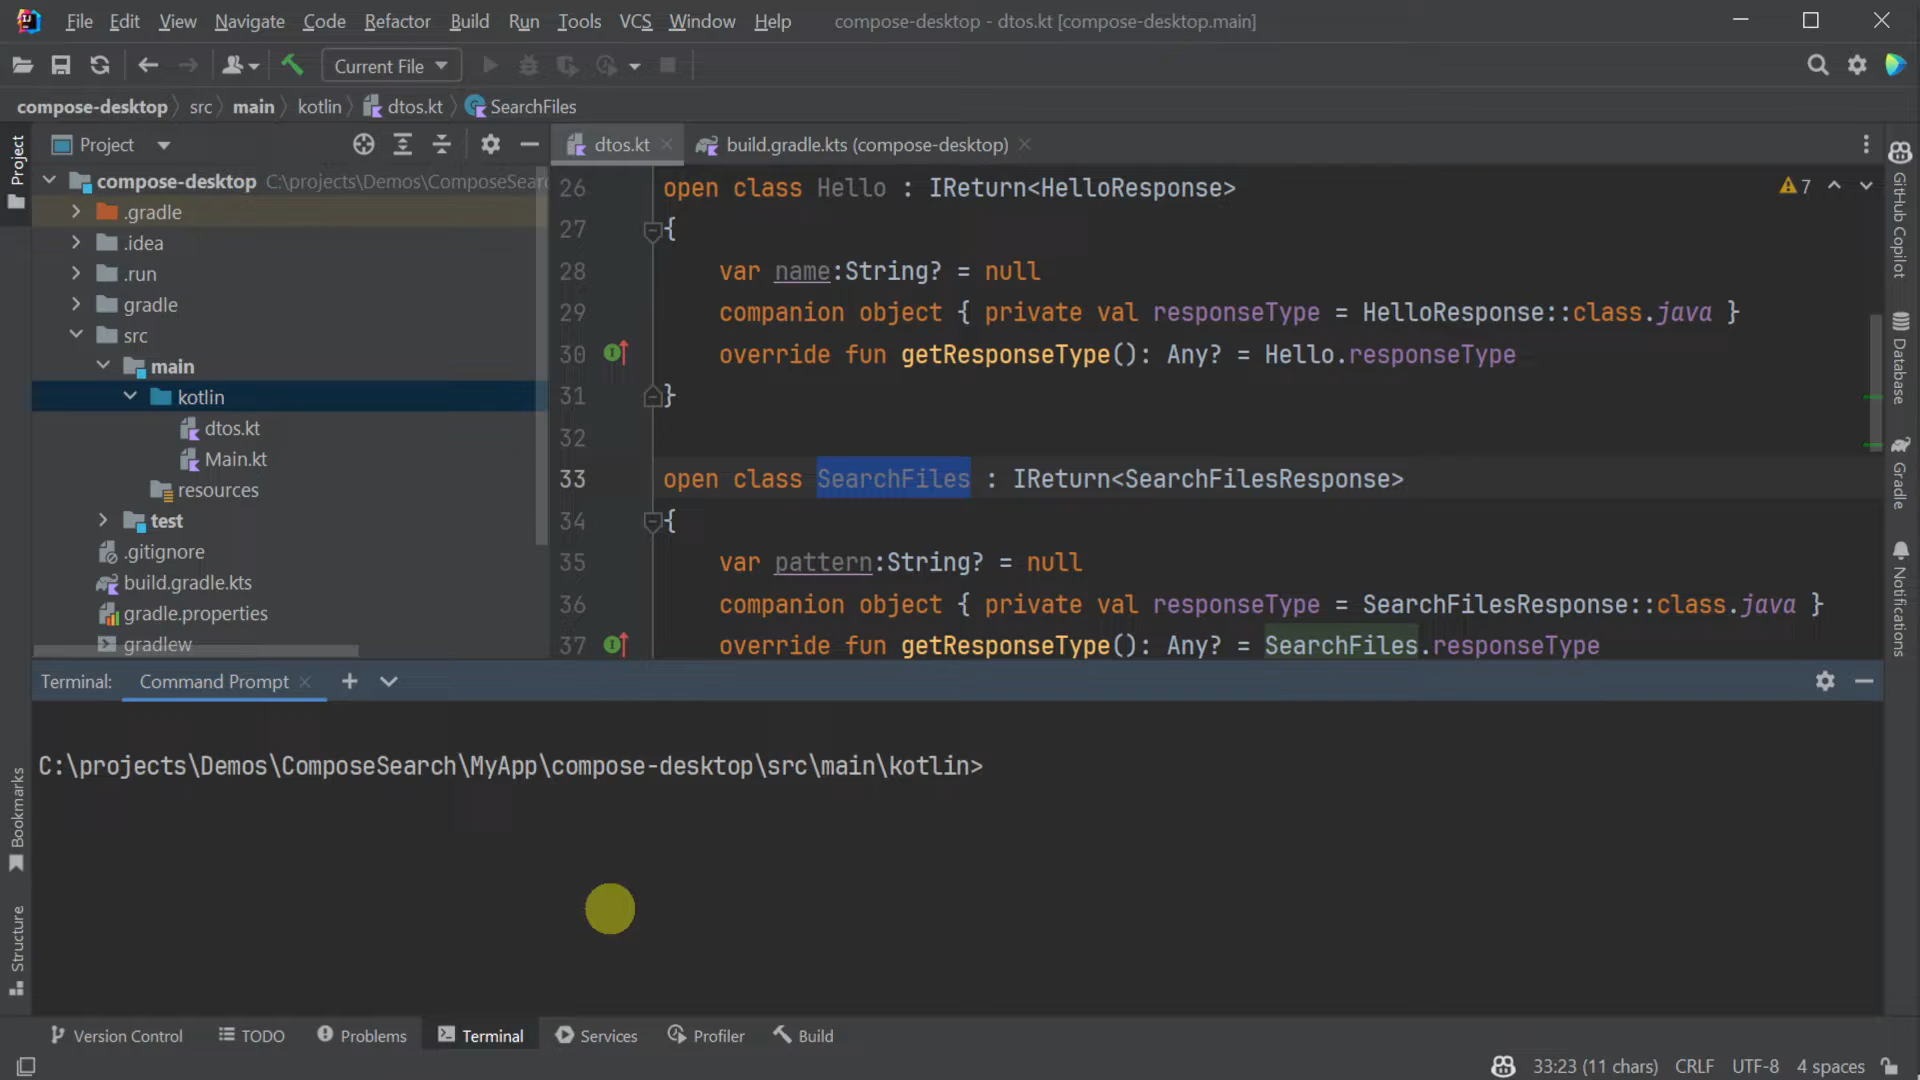 File Edit View Navigate Code Refactor Build Run Tools VCS Window Help compose-desktop - dtos.kt [compose-desktop.main]
Current File
compose-desktop src main kotlin dtos.kt SearchFiles
Project
Project
dtos.kt
build.gradle.kts (compose-desktop)
compose-desktop C:\projects\Demos\ComposeSear
.gradle
.idea
.run
gradle
src
main
kotlin
dtos.kt
Main.kt
resources
test
.gitignore
build.gradle.kts
gradle.properties
gradlew
7
26 open class Hello : IReturn<HelloResponse>
27 {
28 var name:String? = null
29 companion object { private val responseType = HelloResponse::class.java }
30 override fun getResponseType(): Any? = Hello.responseType
31 }
32
33 open class SearchFiles : IReturn<SearchFilesResponse>
34 {
35 var pattern:String? = null
36 companion object { private val responseType = SearchFilesResponse::class.java }
37 override fun getResponseType(): Any? = SearchFiles.responseType
GitHub Copilot
Database
Gradle
Notifications
Terminal: Command Prompt
C:\projects\Demos\ComposeSearch\MyApp\compose-desktop\src\main\kotlin>
Bookmarks
Structure
Version Control TODO Problems Terminal Services Profiler Build
33:23 (11 chars) CRLF UTF-8 4 spaces